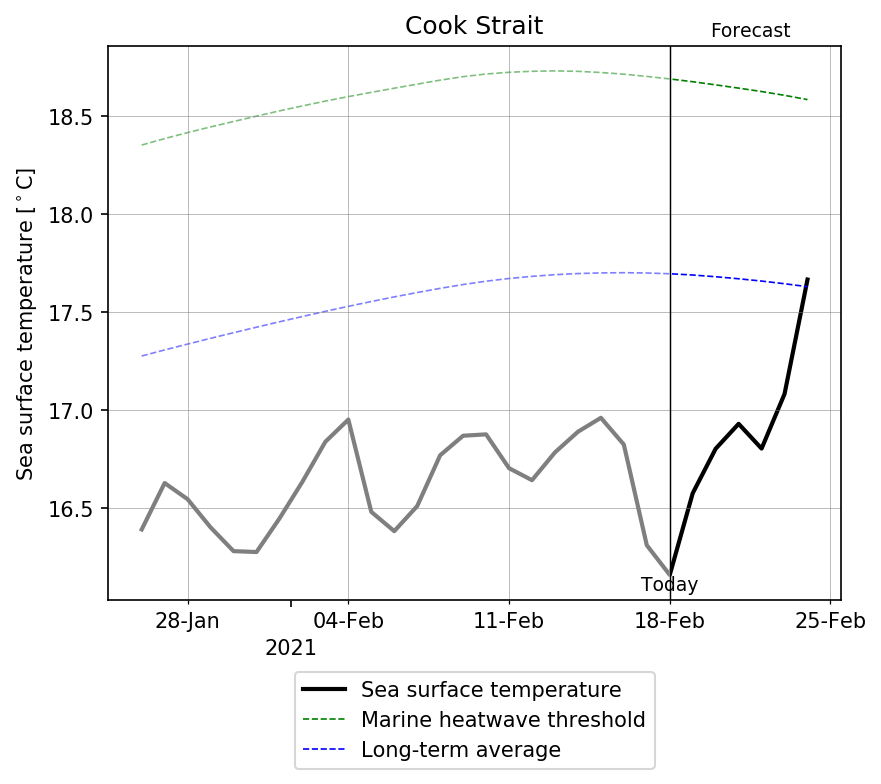 Cook Strait
Forecast
Sea surface temperature [°C]
18.5
18.0
17.5
17.0
16.5
Today
28-Jan
04-Feb
11-Feb
18-Feb
25-Feb
2021
Sea surface temperature
Marine heatwave threshold
Long-term average